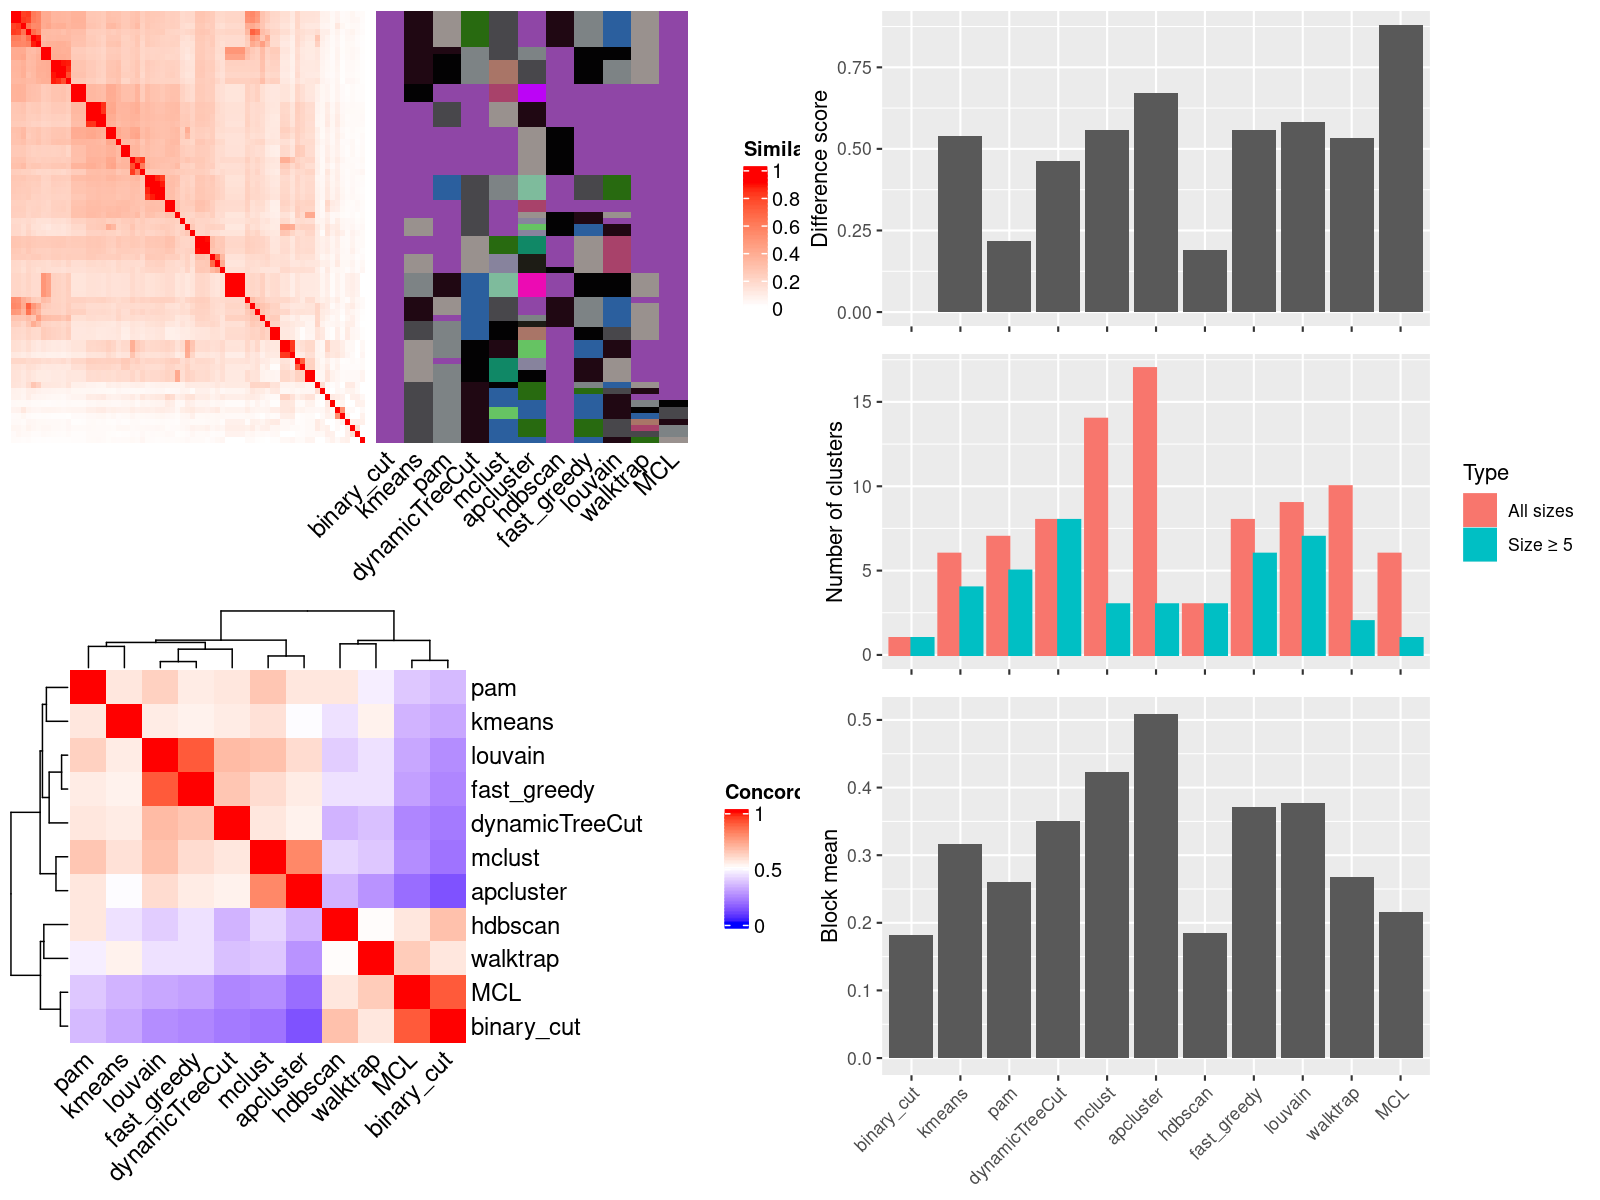 Simila
1
0.8
0.6
0.4
0.2
0
binary_cut
kmeans
pam
dynamicTreeCut
mclust
apcluster
hdbscan
fast_greedy
louvain
walktrap
MCL
pam
kmeans
louvain
fast_greedy
dynamicTreeCut
mclust
apcluster
hdbscan
walktrap
MCL
binary_cut
pam
kmeans
louvain
fast_greedy
dynamicTreeCut
mclust
apcluster
hdbscan
walktrap
MCL
binary_cut
Concord
1
0.5
0
Difference score
0.75
0.50
0.25
0.00
Number of clusters
15
10
5
0
Type
All sizes
Size ≥ 5
Block mean
0.5
0.4
0.3
0.2
0.1
0.0
binary_cut
kmeans
pam
dynamicTreeCut
mclust
apcluster
hdbscan
fast_greedy
louvain
walktrap
MCL